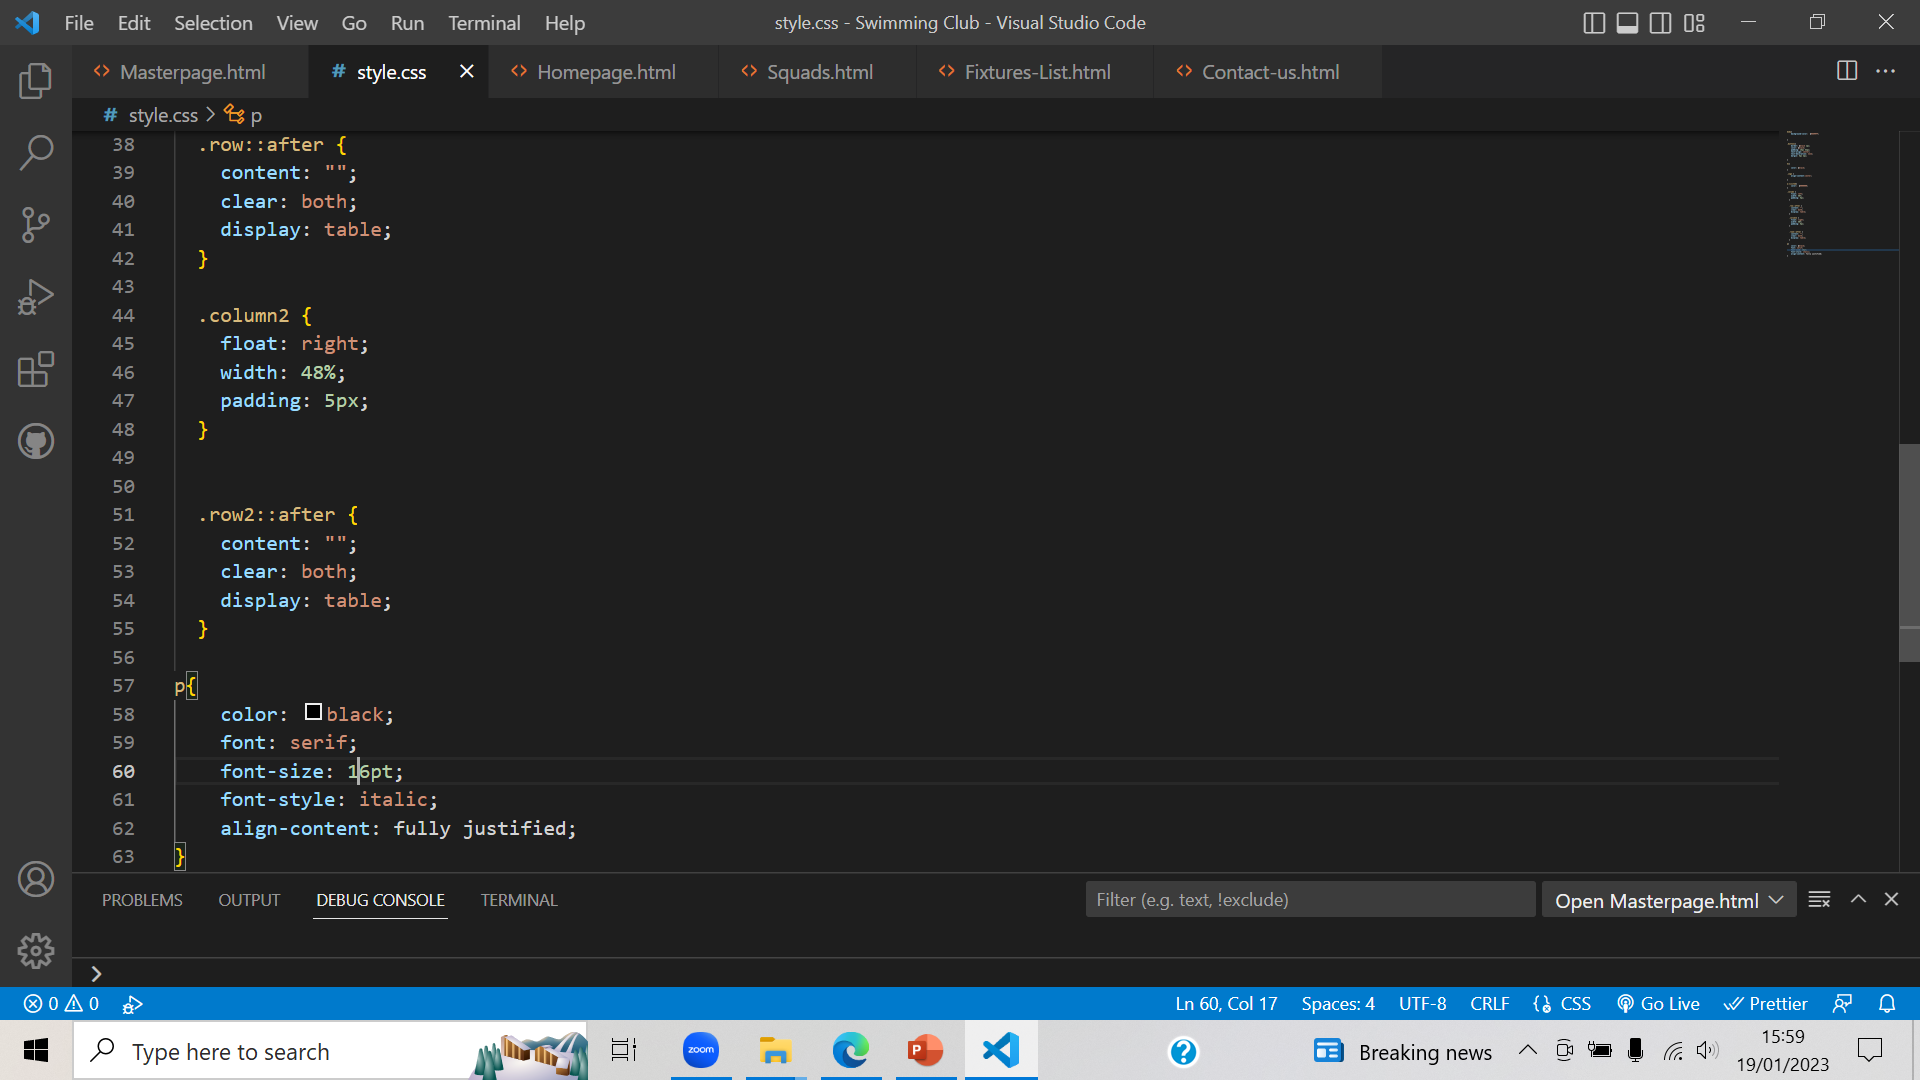 File Edit Selection View Go Run Terminal Help style.css - Swimming Club - Visual Studio Code
Masterpage.html # style.css Homepage.html Squads.html Fixtures-List.html Contact-us.html
# style.css > p
38 .row::after {
39 content: "";
40 clear: both;
41 display: table;
42 }
43
44 .column2 {
45 float: right;
46 width: 48%;
47 padding: 5px;
48 }
49
50
51 .row2::after {
52 content: "";
53 clear: both;
54 display: table;
55 }
56
57 p{
58 color: black;
59 font: serif;
60 font-size: 16pt;
61 font-style: italic;
62 align-content: fully justified;
63 }
PROBLEMS OUTPUT DEBUG CONSOLE TERMINAL Filter (e.g. text, !exclude) Open Masterpage.html
0 0 Ln 60, Col 17 Spaces: 4 UTF-8 CRLF CSS Go Live Prettier
Type here to search zoom P Breaking news 15:59
19/01/2023